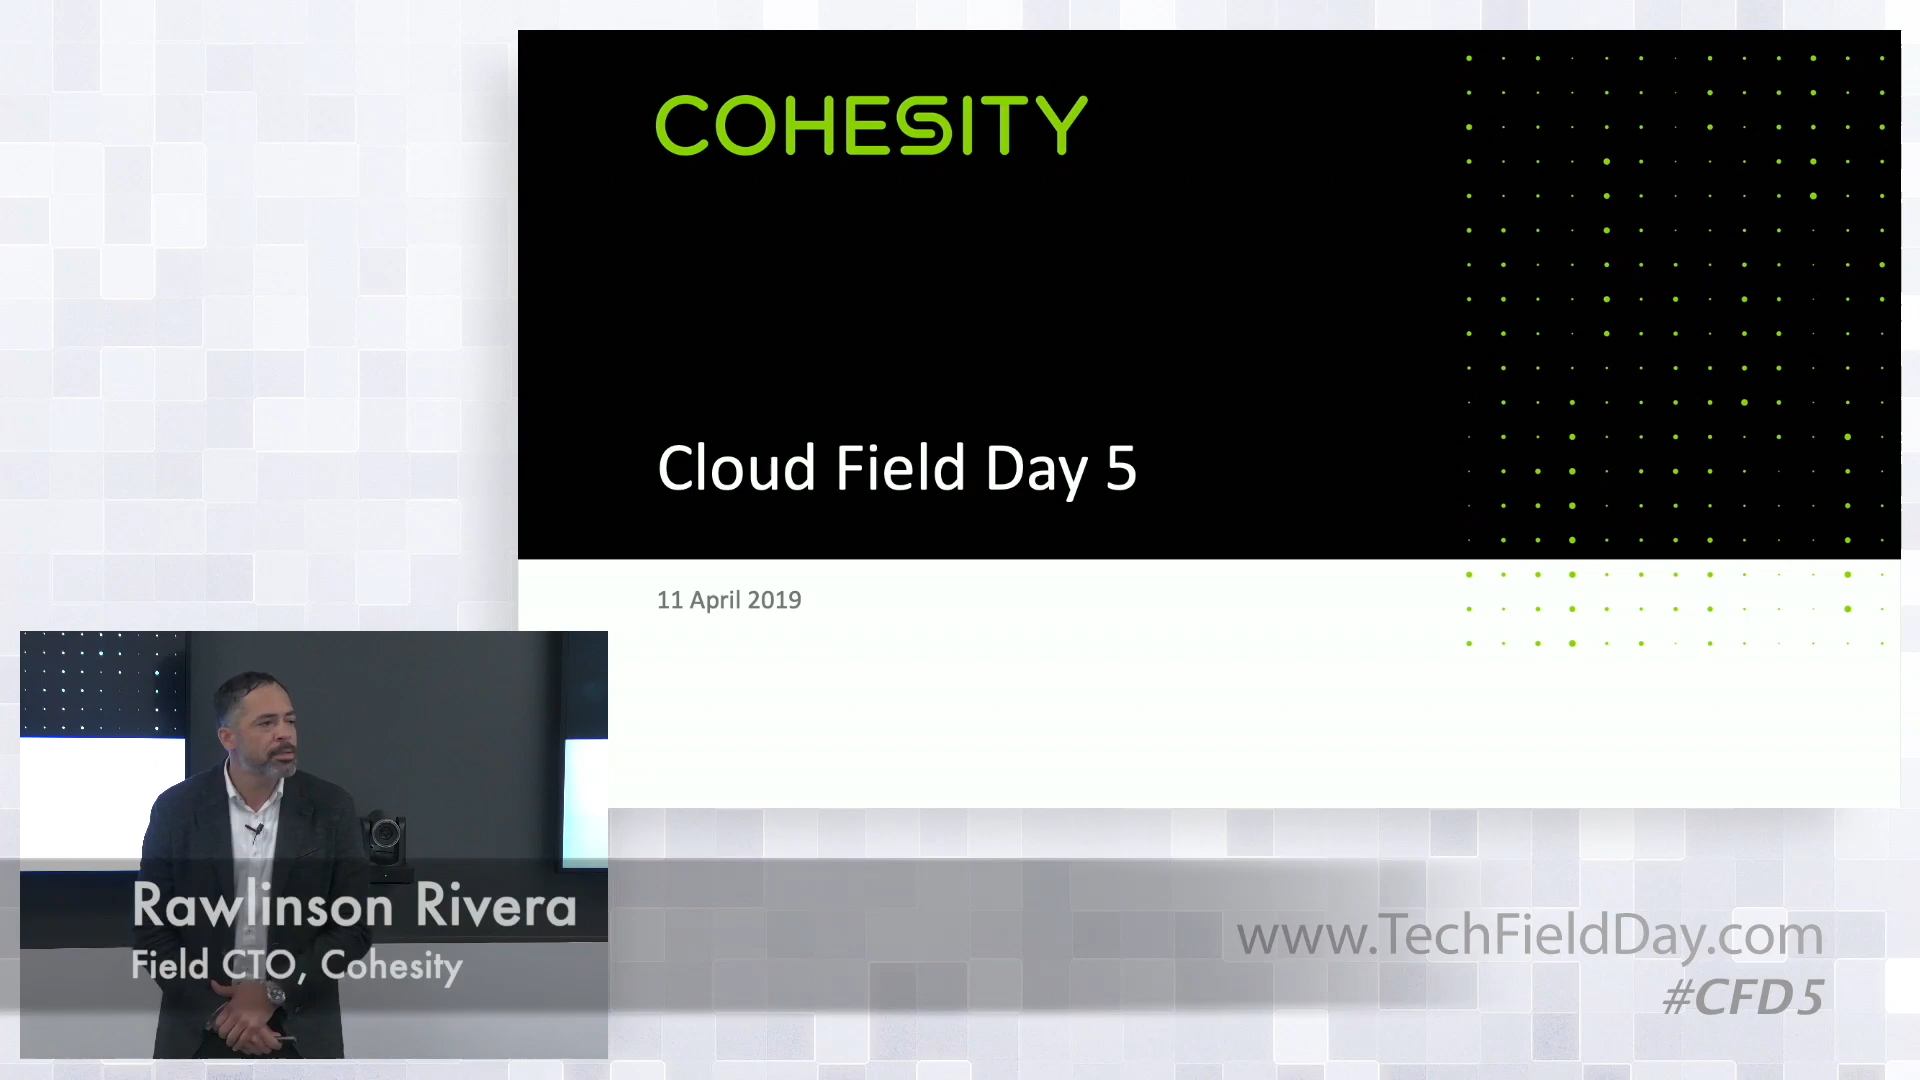 COHESITY
Cloud Field Day 5
11 April 2019
Rawlinson Rivera
Field CTO, Cohesity
www.TechFieldDay.com
#CFD5